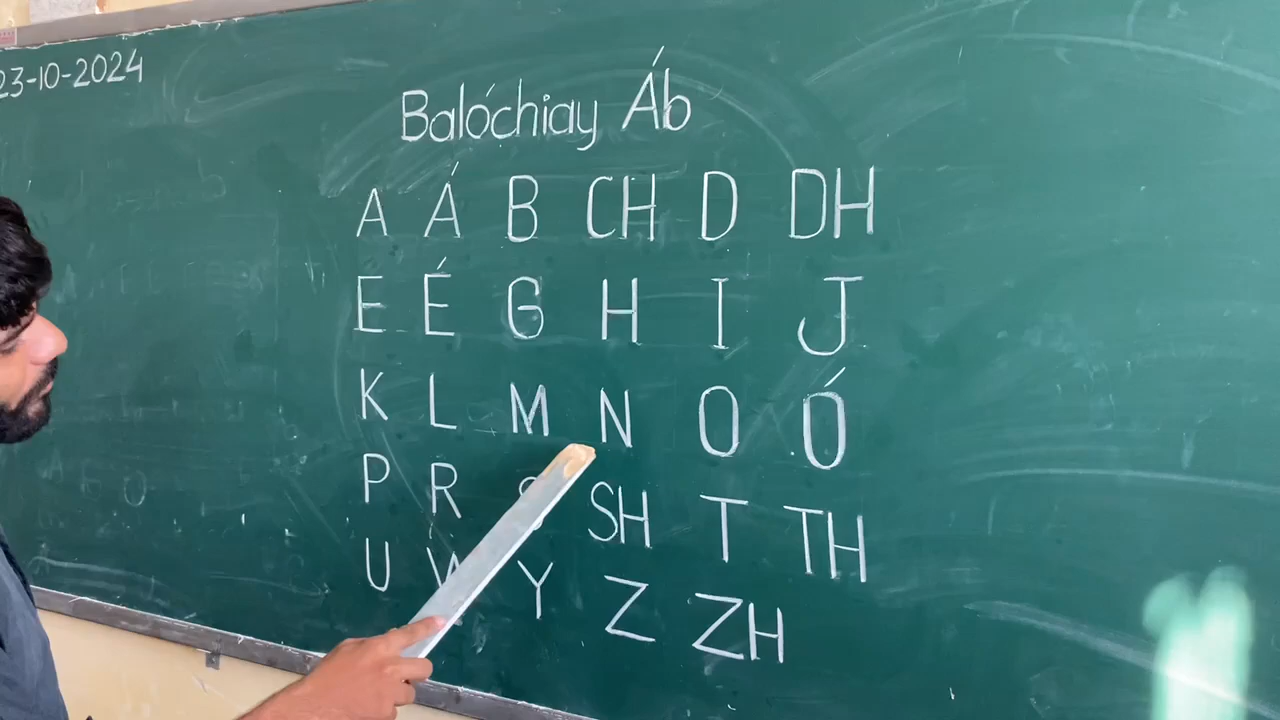 23-10-2024
Balóchiay Áb
A Á B CH D DH
E É G H I J
K L M N O Ó
P R S SH T TH
U W Y Z ZH